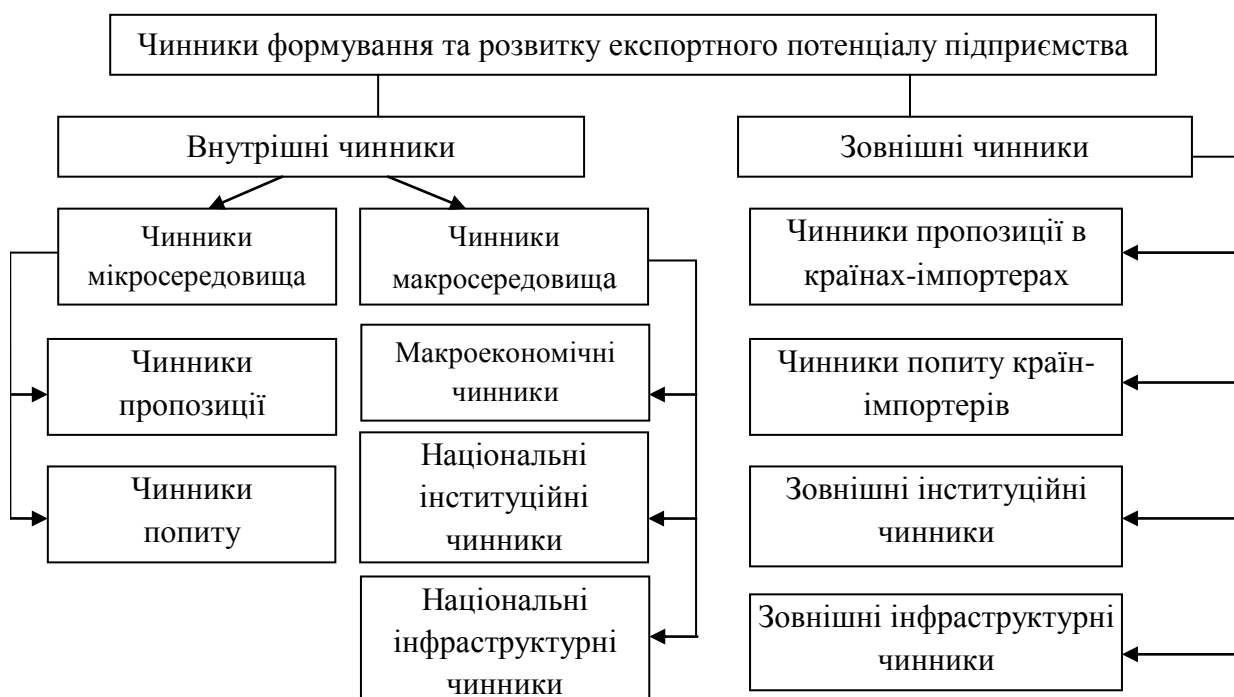 Чинники формування та розвитку експортного потенціалу підприємства
Внутрішні чинники
Зовнішні чинники
Чинники
мікросередовища
Чинники
макросередовища
Чинники пропозиції в
країнах-імпортерах
Чинники
пропозиції
Макроекономічні
чинники
Чинники попиту країн-
імпортерів
Чинники
попиту
Національні
інституційні
чинники
Зовнішні інституційні
чинники
Національні
інфраструктурні
чинники
Зовнішні інфраструктурні
чинники